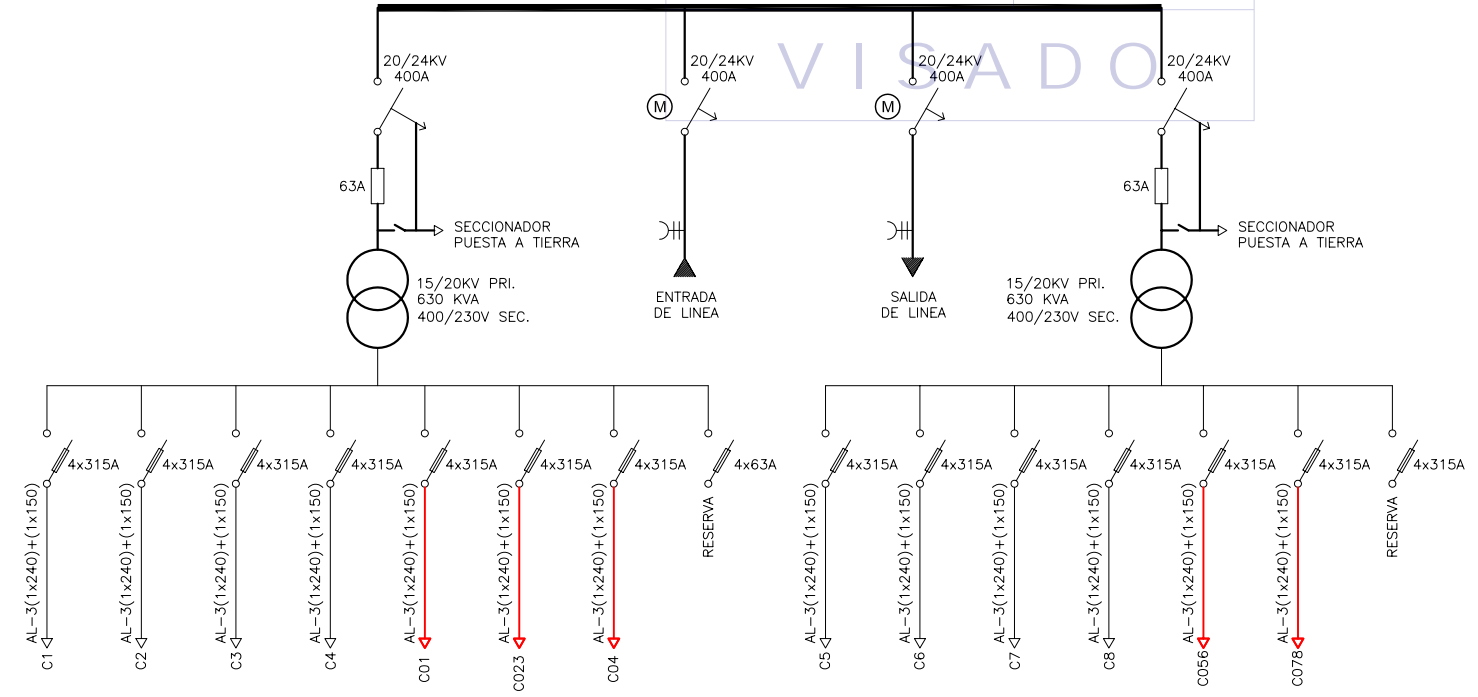 VISADO
20/24KV
400A
20/24KV
400A
20/24KV
400A
20/24KV
400A
M
M
63A
63A
SECCIONADOR
PUESTA A TIERRA
SECCIONADOR
PUESTA A TIERRA
15/20KV PRI.
630 KVA
400/230V SEC.
ENTRADA
DE LINEA
SALIDA
DE LINEA
15/20KV PRI.
630 KVA
400/230V SEC.
4x315A
4x315A
4x315A
4x315A
4x315A
4x315A
4x315A
4x63A
4x315A
4x315A
4x315A
4x315A
4x315A
4x315A
4x315A
AL-3(1x240)+(1x150)
AL-3(1x240)+(1x150)
AL-3(1x240)+(1x150)
AL-3(1x240)+(1x150)
AL-3(1x240)+(1x150)
AL-3(1x240)+(1x150)
AL-3(1x240)+(1x150)
RESERVA
AL-3(1x240)+(1x150)
AL-3(1x240)+(1x150)
AL-3(1x240)+(1x150)
AL-3(1x240)+(1x150)
AL-3(1x240)+(1x150)
AL-3(1x240)+(1x150)
RESERVA
C1
C2
C3
C4
C01
C023
C04
C5
C6
C7
C8
C056
C078